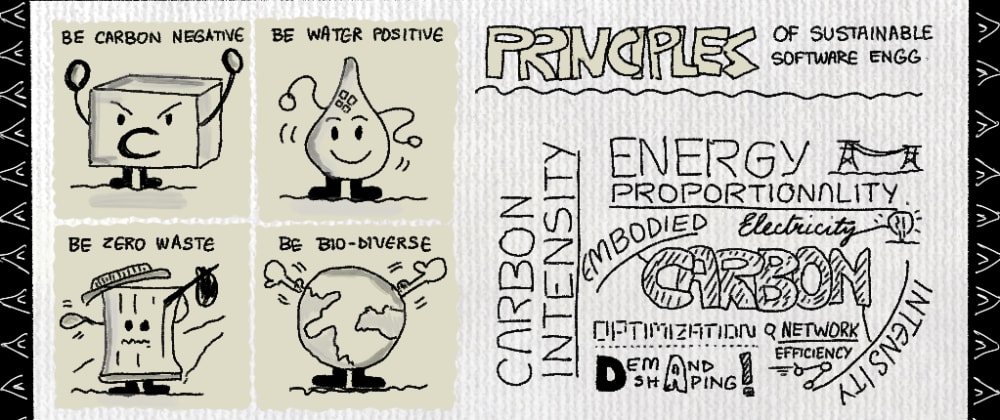 BE CARBON NEGATIVE
C
BE WATER POSITIVE
BE ZERO WASTE
BE BIO-DIVERSE
PRINCIPLES
OF SUSTAINABLE
SOFTWARE ENGG
CARBON
INTENSITY
ENERGY
PROPORTIONALITY
EMBODIED
Electricity
CARBON
INTENSITY
OPTIMIZATION
& NETWORK
EFFICIENCY
DEMAND
SHAPING!